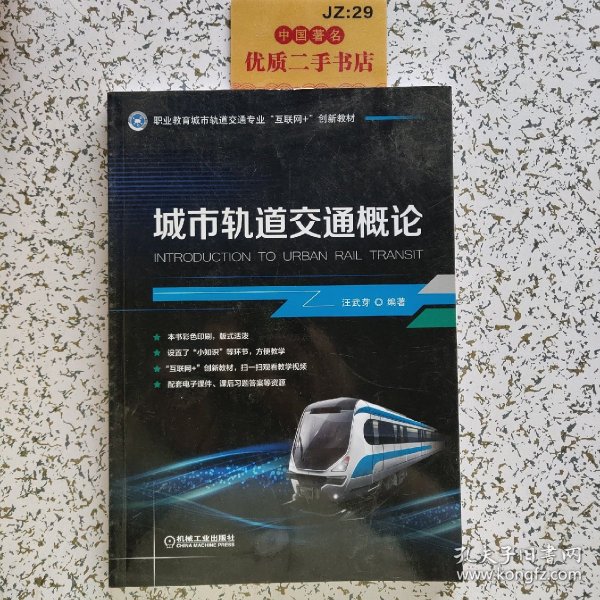 JZ:29
中国著名
优质二手书店
职业教育城市轨道交通专业“互联网+”创新教材
城市轨道交通概论
INTRODUCTION TO URBAN RAIL TRANSIT
汪武芽 ◎ 编著
★ 本书彩色印刷，版式活泼
★ 设置了“小知识”等环节，方便教学
★ “互联网+”创新教材，扫一扫观看教学视频
★ 配套电子课件、课后习题答案等资源
机械工业出版社
CHINA MACHINE PRESS
孔夫子旧书网
www.kongfz.com